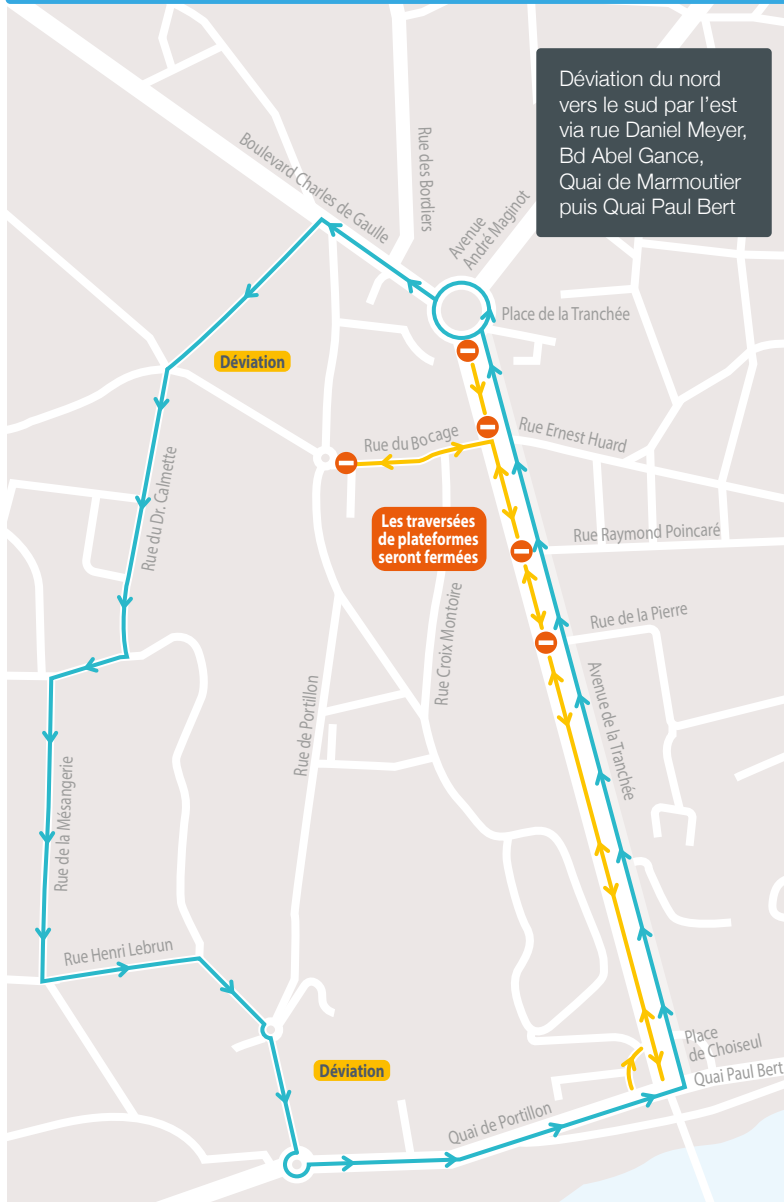 Déviation du nord
vers le sud par l'est
via rue Daniel Meyer,
Bd Abel Gance,
Quai de Marmoutier
puis Quai Paul Bert
Boulevard Charles de Gaulle
Rue des Bordiers
Avenue
André Maginot
Place de la Tranchée
Déviation
Rue du Bocage
Rue Ernest Huard
Rue du Dr. Calmette
Les traversées
de plateformes
seront fermées
Rue Raymond Poincaré
Rue de la Pierre
Rue Croix Montoire
Rue de Portillon
Avenue de la Tranchée
Rue de la Mésangerie
Rue Henri Lebrun
Déviation
Place
de Choiseul
Quai Paul Bert
Quai de Portillon